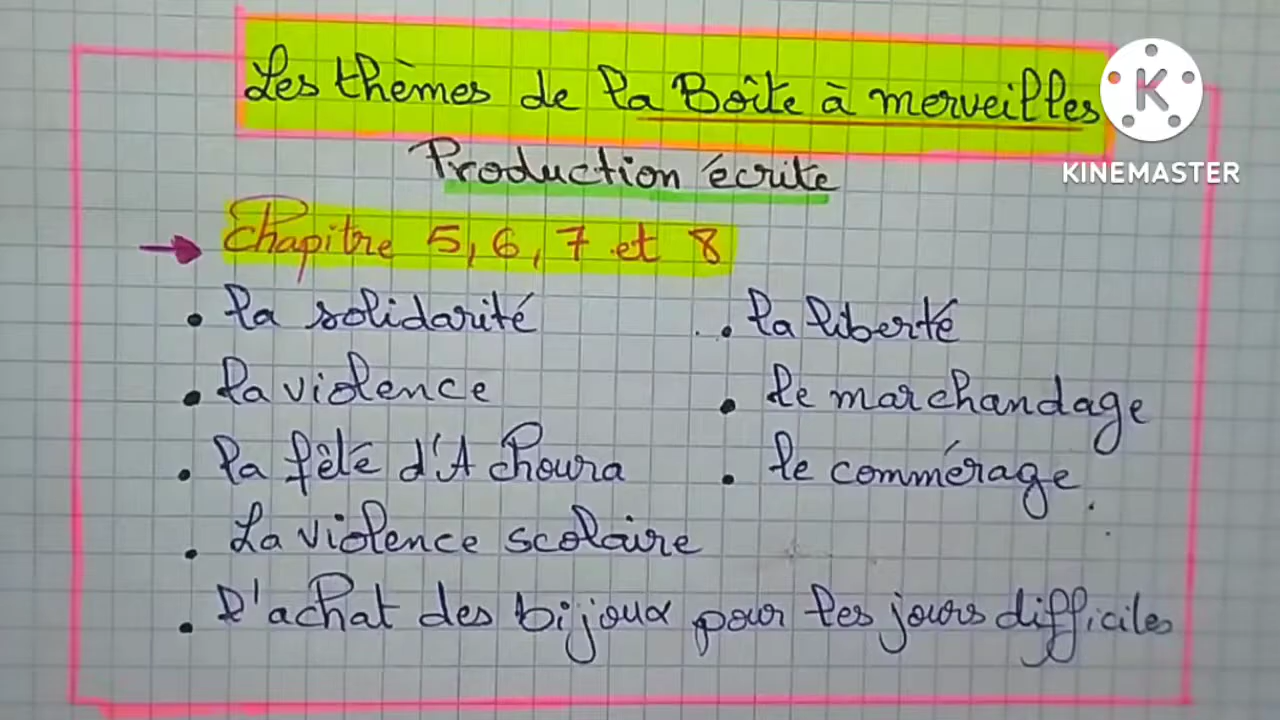 Les thèmes de la Boîte à merveilles
K
KINEMASTER
Production écrite
Chapitre 5, 6, 7 et 8
. la solidarité
. la liberté
. la violence
. le marchandage
. la fête d'Achoura
. le commérage.
. La violence scolaire
. l'achat des bijoux pour les jours difficiles